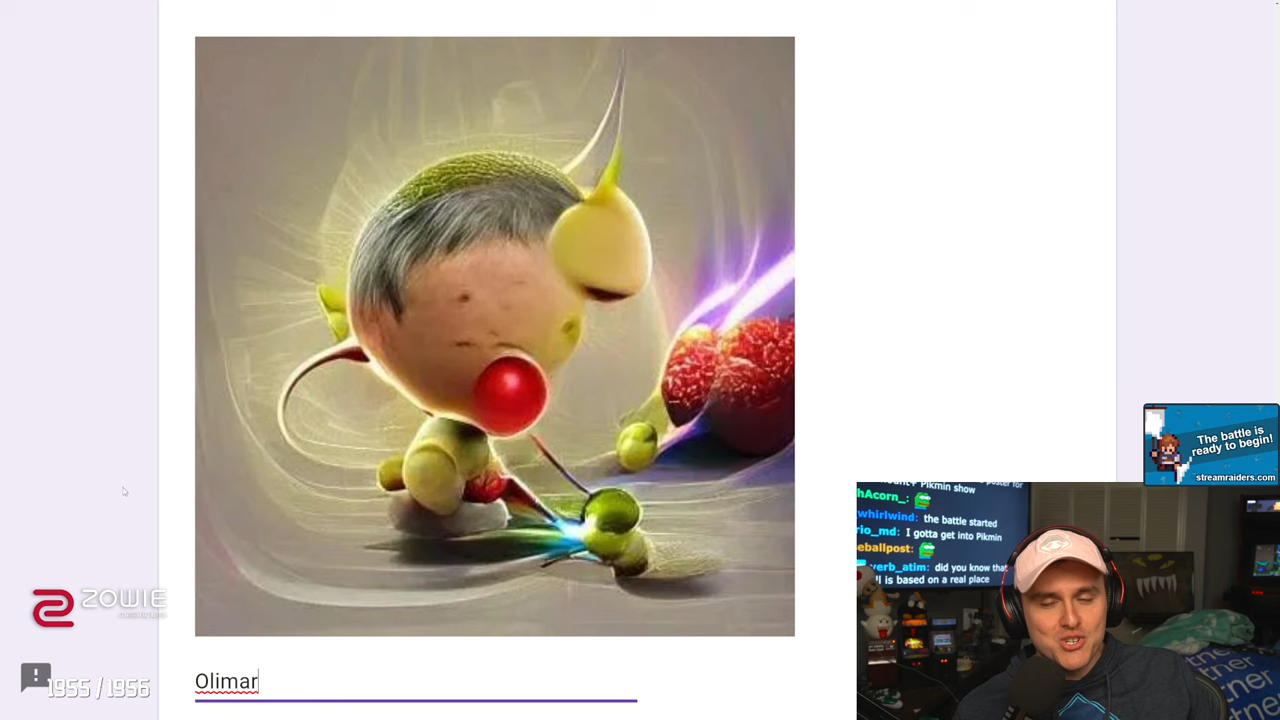 The battle is
ready to begin!
streamraiders.com
Pikmin show
hAcorn_:
whirlwind: the battle started
rio_md: I gotta get into Pikmin
eballpost:
verb_atim: did you know that
ll is based on a real place
ZOWIE
1955 / 1956
Olimar